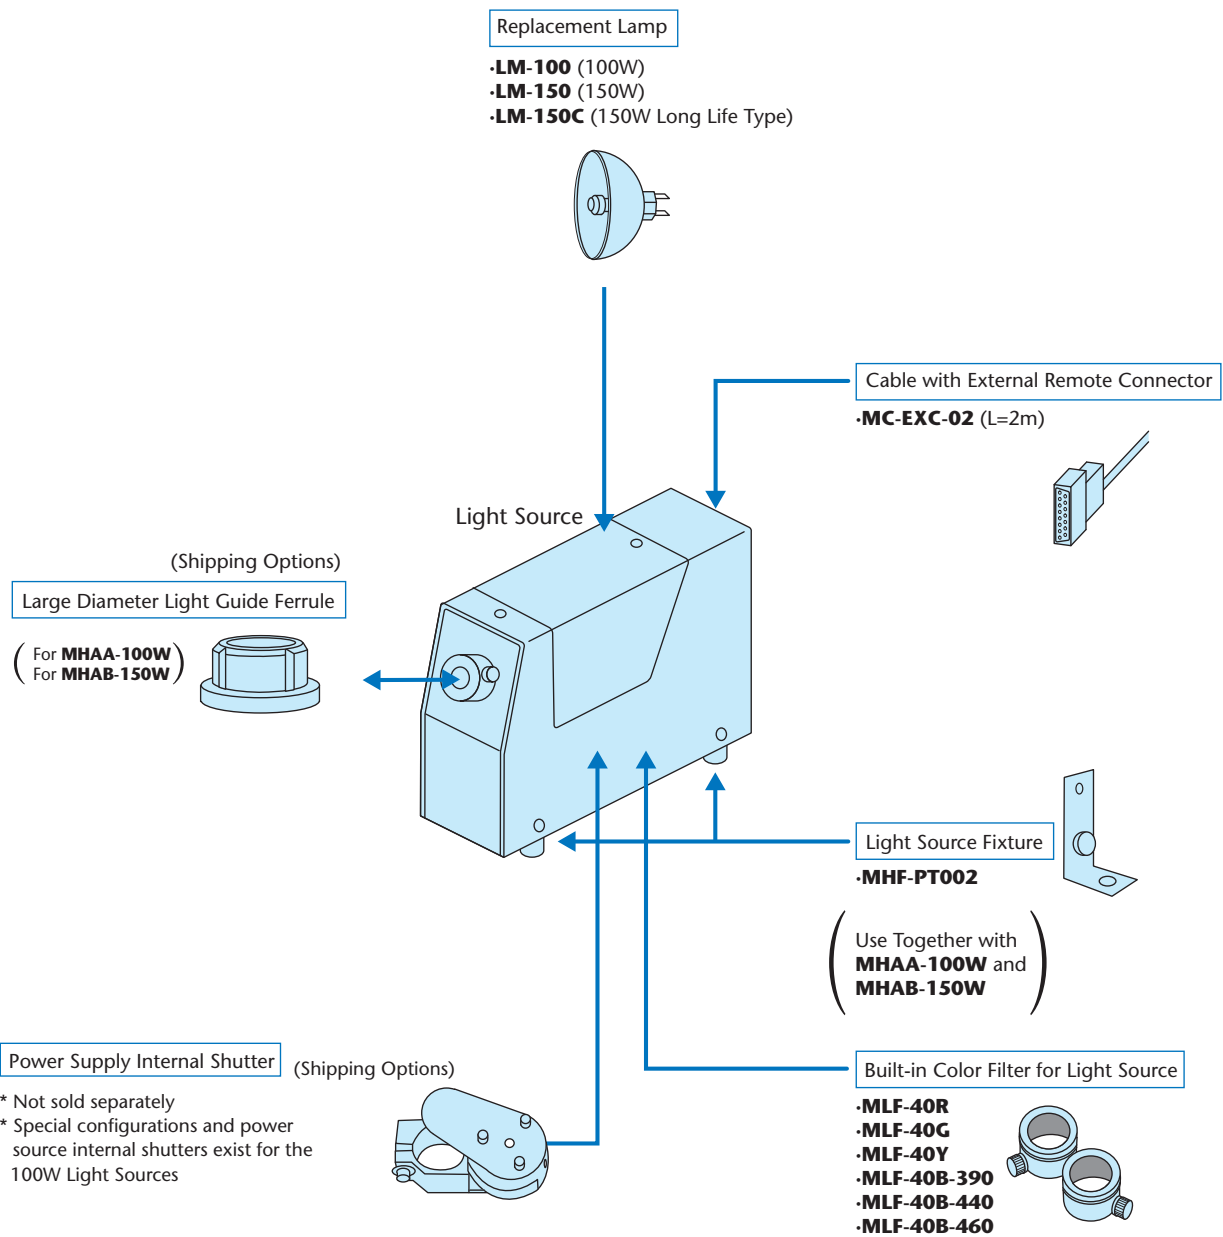 Replacement Lamp
·LM-100 (100W)
·LM-150 (150W)
·LM-150C (150W Long Life Type)
Cable with External Remote Connector
·MC-EXC-02 (L=2m)
Light Source
(Shipping Options)
Large Diameter Light Guide Ferrule
(For MHAA-100W
For MHAB-150W)
Light Source Fixture
·MHF-PT002
(Use Together with
MHAA-100W and
MHAB-150W)
Power Supply Internal Shutter (Shipping Options)
* Not sold separately
* Special configurations and power
source internal shutters exist for the
100W Light Sources
Built-in Color Filter for Light Source
·MLF-40R
·MLF-40G
·MLF-40Y
·MLF-40B-390
·MLF-40B-440
·MLF-40B-460